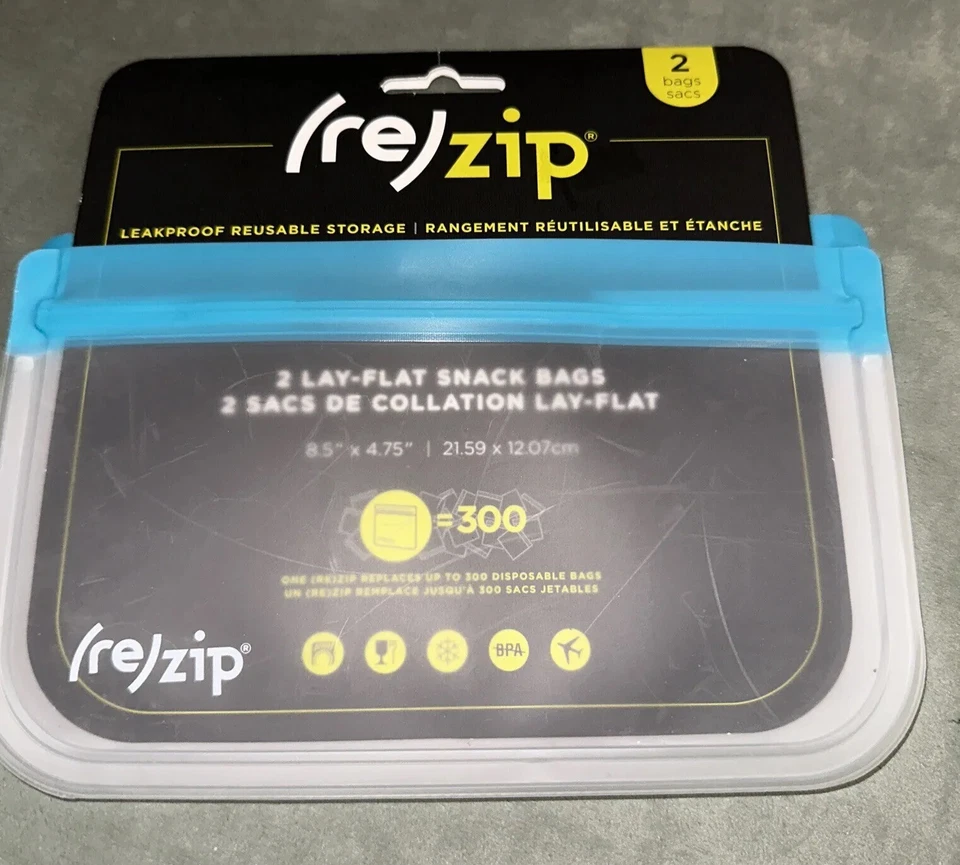 2
bags
sacs
(re)zip®
LEAKPROOF REUSABLE STORAGE | RANGEMENT RÉUTILISABLE ET ÉTANCHE
2 LAY-FLAT SNACK BAGS
2 SACS DE COLLATION LAY-FLAT
8.5" x 4.75" | 21.59 x 12.07cm
=300
ONE (RE)ZIP REPLACES UP TO 300 DISPOSABLE BAGS
UN (RE)ZIP REMPLACE JUSQU'À 300 SACS JETABLES
BPA
(re)zip®